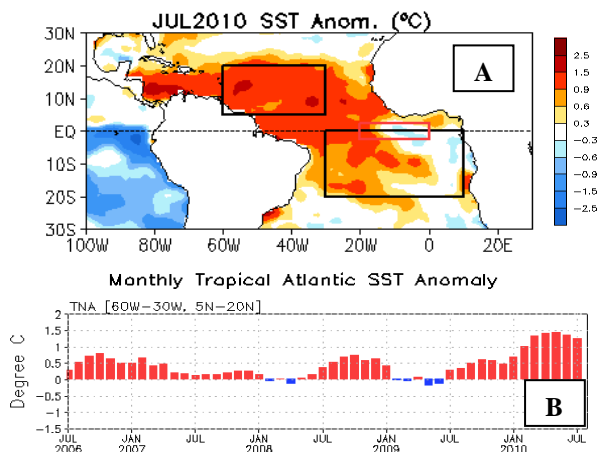 JUL2010 SST Anom. (ºC)
A
30N
20N
10N
EQ
10S
20S
30S
100W 80W 60W 40W 20W 0 20E
2.5
1.5
0.9
0.6
0.3
-0.3
-0.6
-0.9
-1.5
-2.5
Monthly Tropical Atlantic SST Anomaly
TNA [60W-30W, 5N-20N]
Degree C
2
1.5
1
0.5
0
-0.5
-1
-1.5
B
JUL JAN JUL JAN JUL JAN JUL JAN JUL
2006 2007 2008 2009 2010